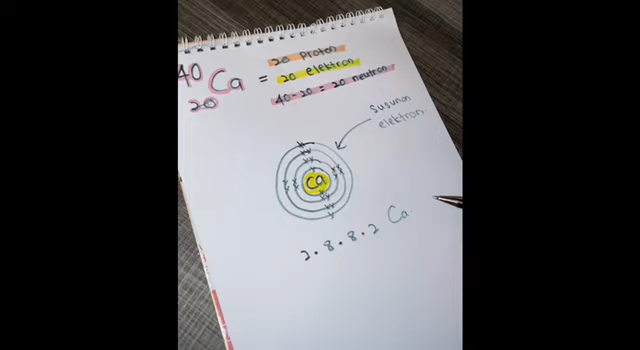 40
20 Ca = 20 proton
20 elektron
40 - 20 = 20 neutron
susunan
elektron.
Ca
2 . 8 . 8 . 2 Ca.